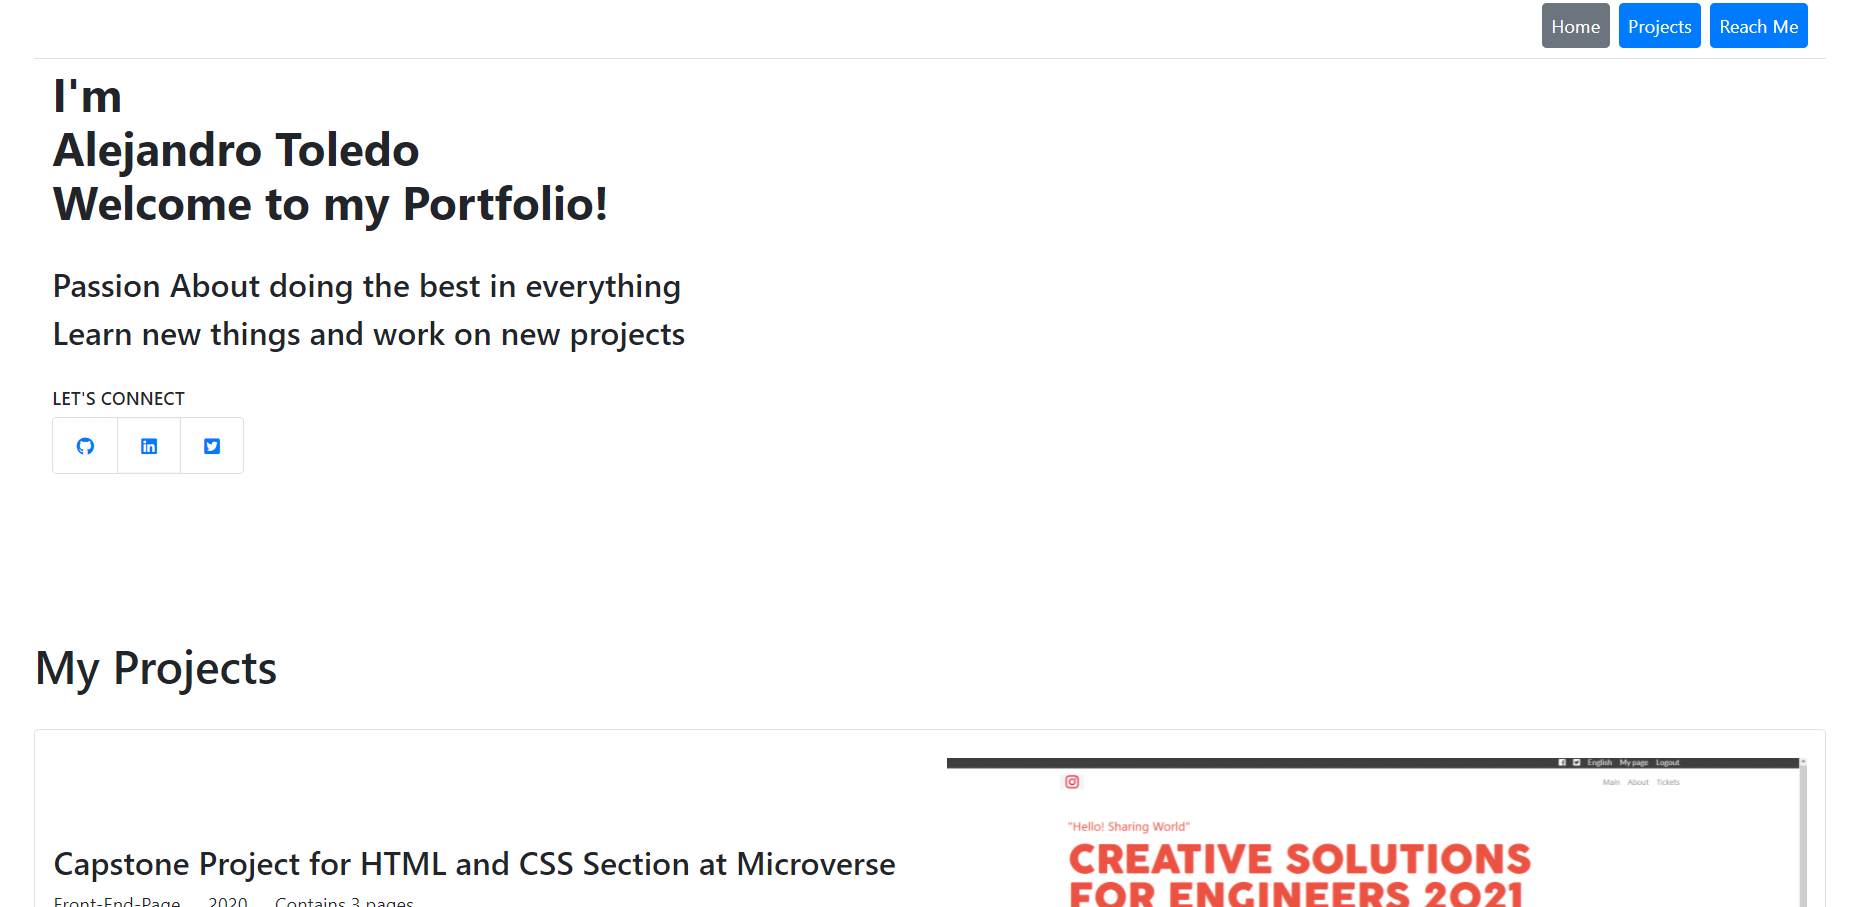 Home Projects Reach Me
I'm
Alejandro Toledo
Welcome to my Portfolio!
Passion About doing the best in everything
Learn new things and work on new projects
LET'S CONNECT
My Projects
Capstone Project for HTML and CSS Section at Microverse
Front-End-Page 2020 Contains 3 pages
English My page Logout
Main About Tickets
"Hello! Sharing World"
CREATIVE SOLUTIONS
FOR ENGINEERS 2021